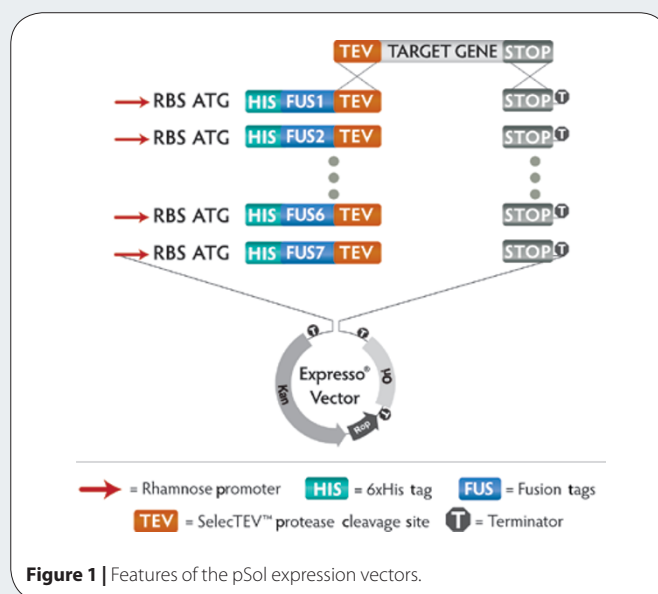 TEV TARGET GENE STOP
RBS ATG HIS FUS1 TEV STOP T
RBS ATG HIS FUS2 TEV STOP T
RBS ATG HIS FUS6 TEV STOP T
RBS ATG HIS FUS7 TEV STOP T
T T
Expresso®
Vector
Kan
Ori
Rop
T
= Rhamnose promoter HIS = 6xHis tag FUS = Fusion tags
TEV = SelecTEV™ protease cleavage site T = Terminator
Figure 1 | Features of the pSol expression vectors.